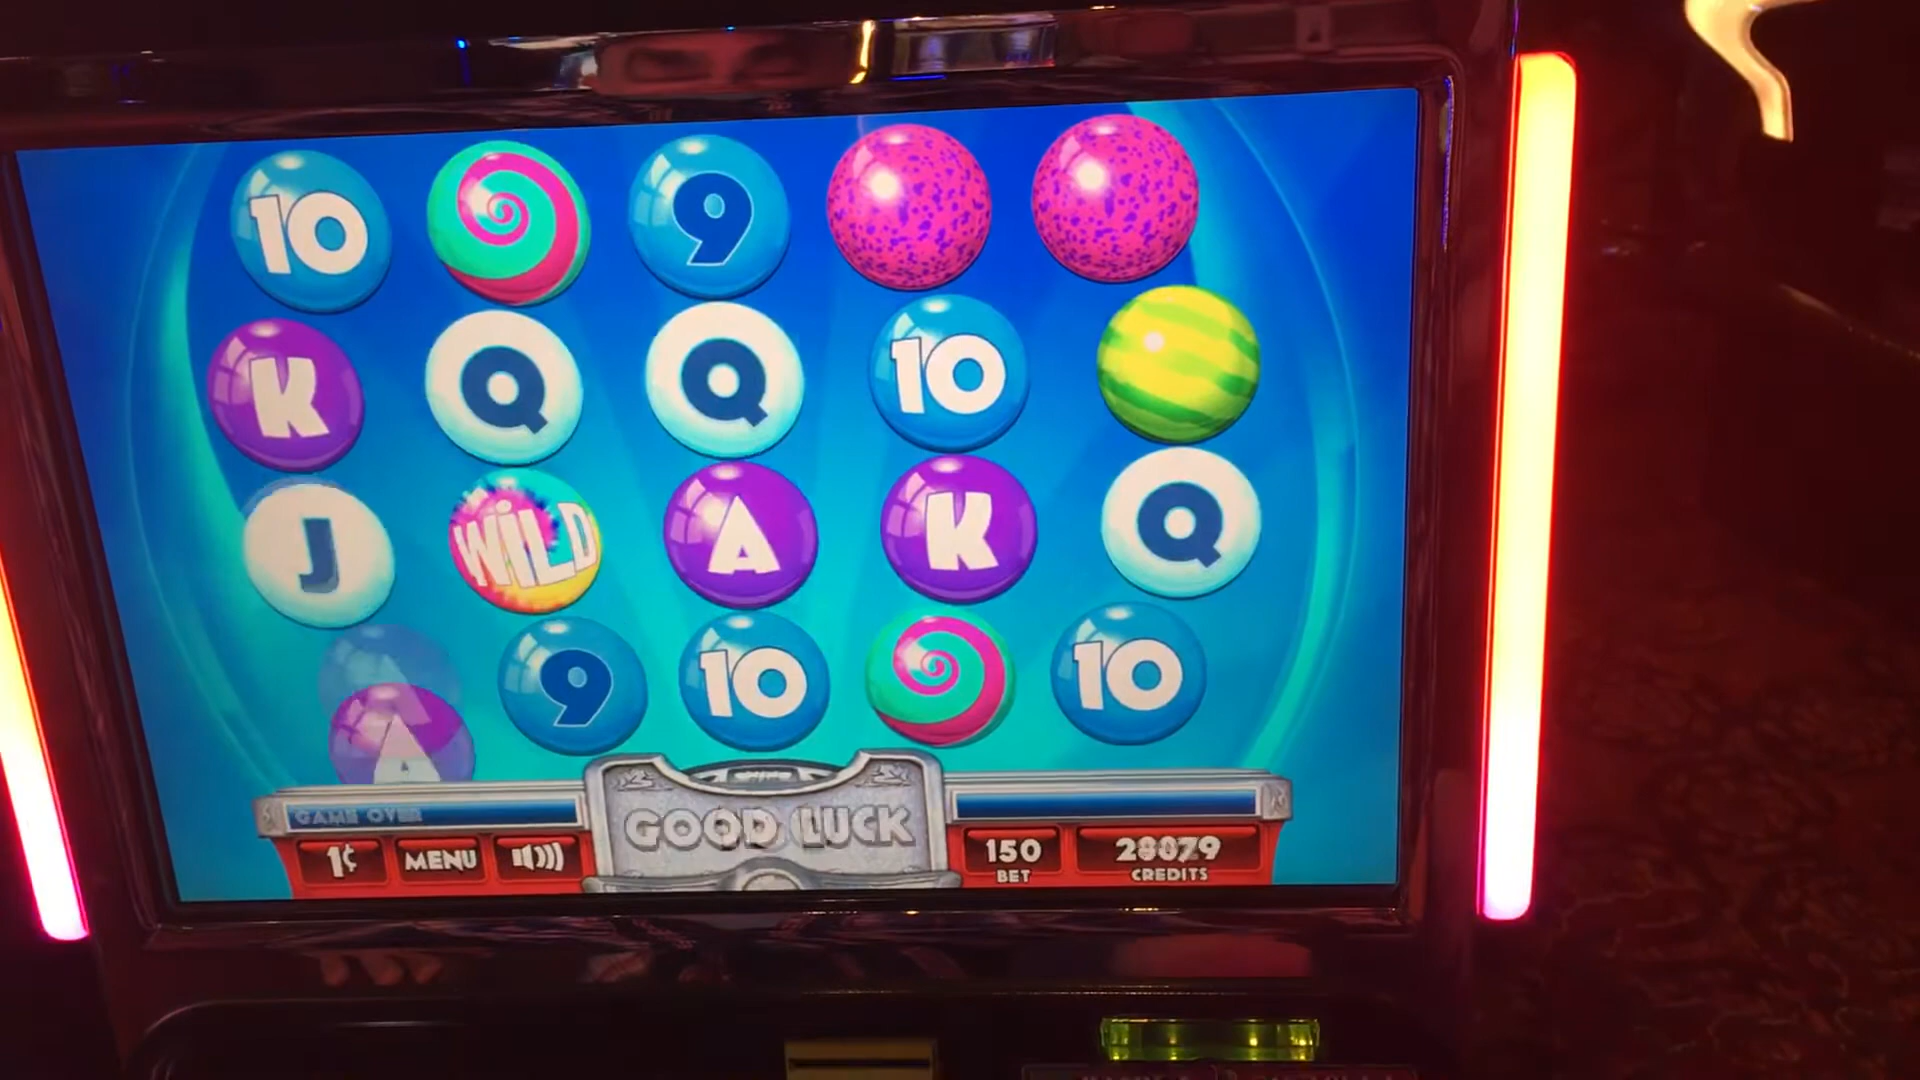 10 9
K Q Q 10
J WILD A K Q
A 9 10 10
GAME OVER
GOOD LUCK
1¢ MENU
150
BET
CREDITS